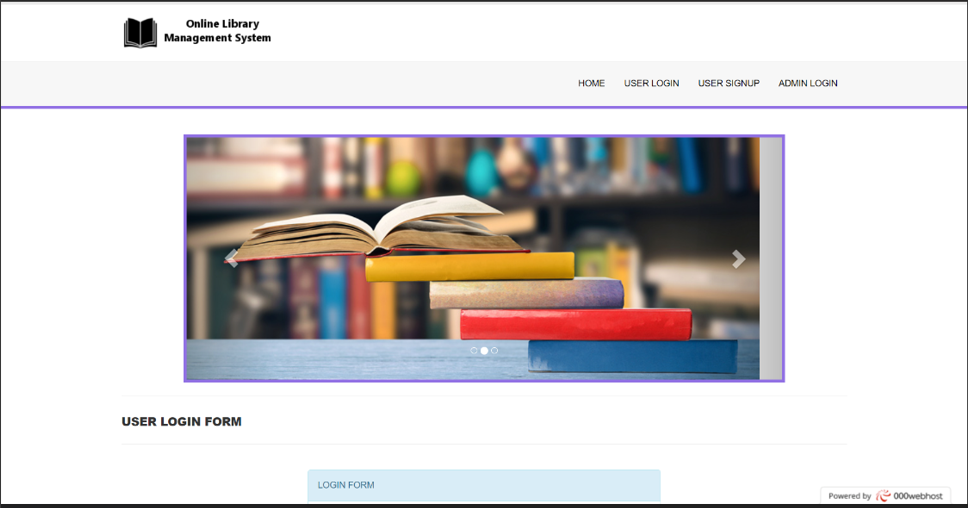 Online Library
Management System
HOME USER LOGIN USER SIGNUP ADMIN LOGIN
USER LOGIN FORM
LOGIN FORM
Powered by 000webhost